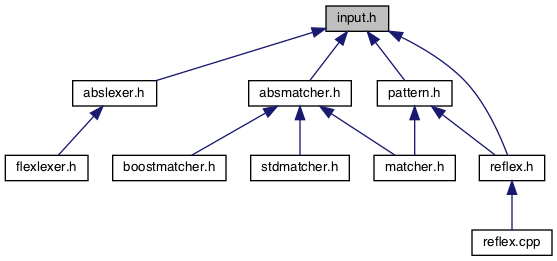 input.h
abslexer.h
absmatcher.h
pattern.h
flexlexer.h
boostmatcher.h
stdmatcher.h
matcher.h
reflex.h
reflex.cpp